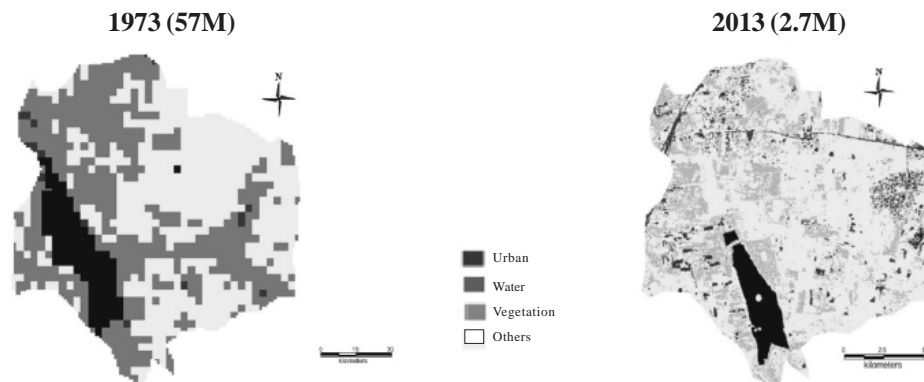 1973 (57M)
2013 (2.7M)
N
N
Urban
Water
Vegetation
Others
kilometers
kilometers